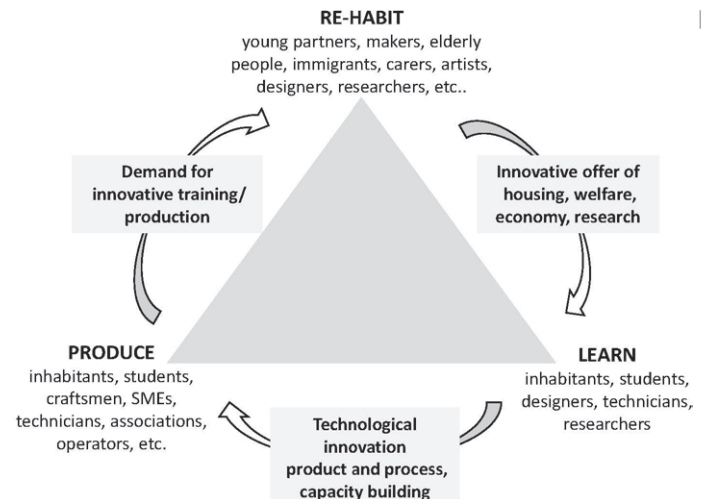 RE-HABIT
young partners, makers, elderly
people, immigrants, carers, artists,
designers, researchers, etc..
Demand for
innovative training/
production
Innovative offer of
housing, welfare,
economy, research
PRODUCE
inhabitants, students,
craftsmen, SMEs,
technicians, associations,
operators, etc.
LEARN
inhabitants, students,
designers, technicians,
researchers
Technological
innovation
product and process,
capacity building